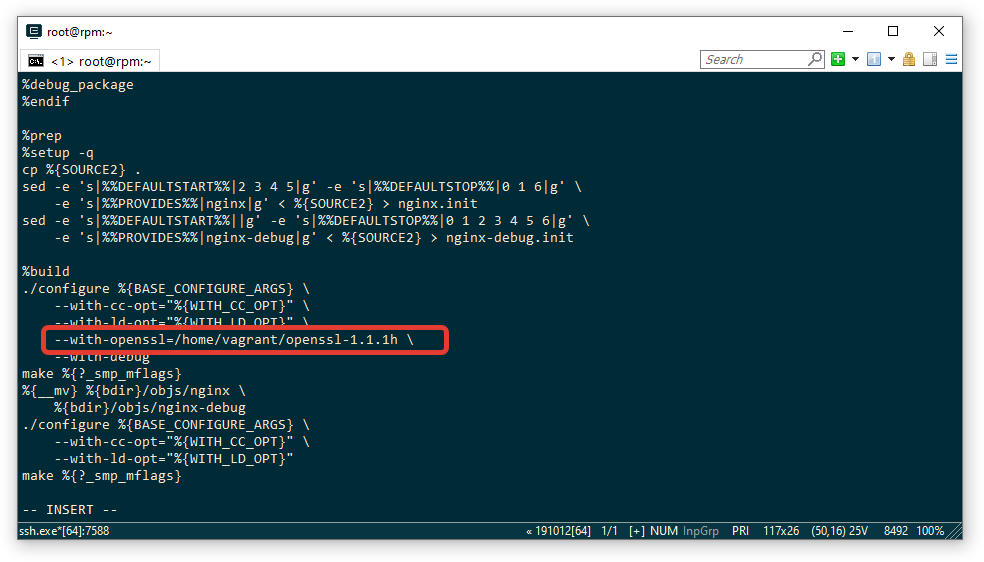 root@rpm:~
<1> root@rpm:~
Search
%debug_package
%endif
%prep
%setup -q
cp %{SOURCE2} .
sed -e 's|%%DEFAULTSTART%%|2 3 4 5|g' -e 's|%%DEFAULTSTOP%%|0 1 6|g' \
-e 's|%%PROVIDES%%|nginx|g' < %{SOURCE2} > nginx.init
sed -e 's|%%DEFAULTSTART%%||g' -e 's|%%DEFAULTSTOP%%|0 1 2 3 4 5 6|g' \
-e 's|%%PROVIDES%%|nginx-debug|g' < %{SOURCE2} > nginx-debug.init
%build
./configure %{BASE_CONFIGURE_ARGS} \
--with-cc-opt="%{WITH_CC_OPT}" \
--with-ld-opt="%{WITH_LD_OPT}" \
--with-openssl=/home/vagrant/openssl-1.1.1h \
--with-debug
make %{?_smp_mflags}
%{__mv} %{bdir}/objs/nginx \
%{bdir}/objs/nginx-debug
./configure %{BASE_CONFIGURE_ARGS} \
--with-cc-opt="%{WITH_CC_OPT}" \
--with-ld-opt="%{WITH_LD_OPT}"
make %{?_smp_mflags}
-- INSERT --
ssh.exe*[64]:7588 « 191012[64] 1/1 [+] NUM InpGrp PRI 117x26 (50,16) 25V 8492 100%